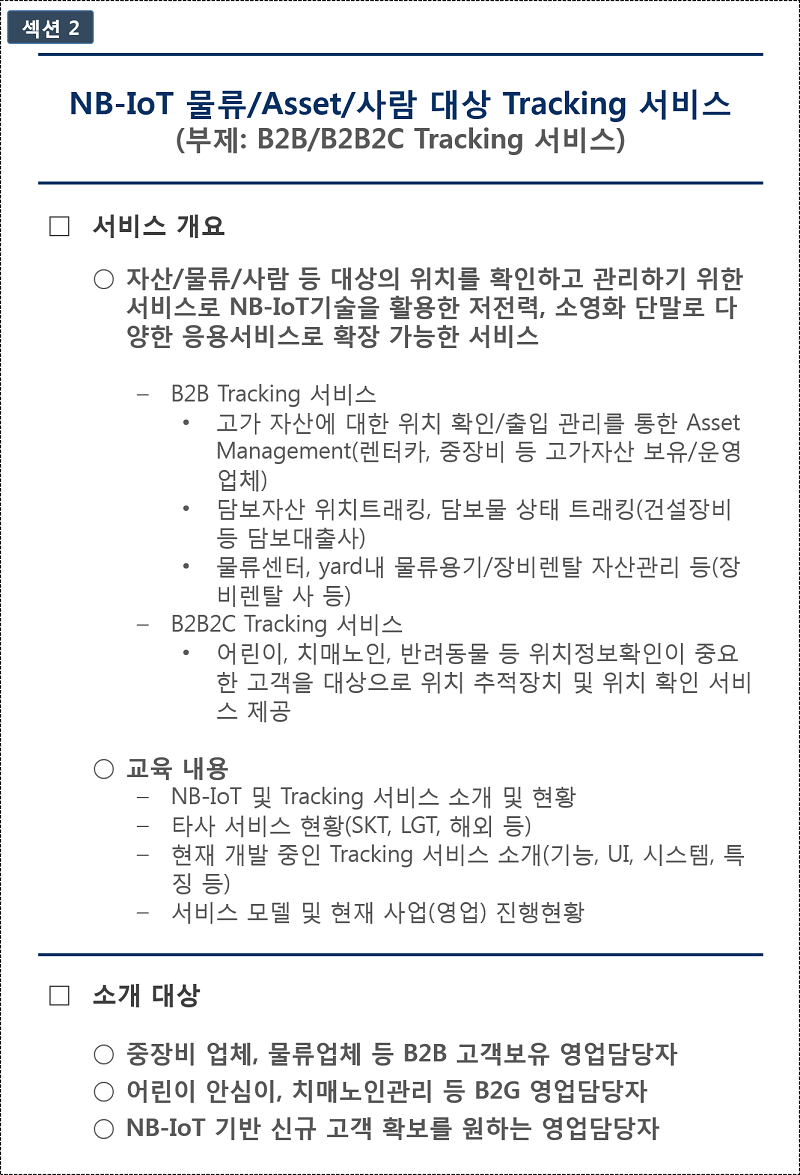 섹션 2
NB-IoT 물류/Asset/사람 대상 Tracking 서비스
(부제: B2B/B2B2C Tracking 서비스)
□ 서비스 개요
○ 자산/물류/사람 등 대상의 위치를 확인하고 관리하기 위한
서비스로 NB-IoT기술을 활용한 저전력, 소영화 단말로 다
양한 응용서비스로 확장 가능한 서비스
– B2B Tracking 서비스
• 고가 자산에 대한 위치 확인/출입 관리를 통한 Asset
Management(렌터카, 중장비 등 고가자산 보유/운영
업체)
• 담보자산 위치트래킹, 담보물 상태 트래킹(건설장비
등 담보대출사)
• 물류센터, yard내 물류용기/장비렌탈 자산관리 등(장
비렌탈 사 등)
– B2B2C Tracking 서비스
• 어린이, 치매노인, 반려동물 등 위치정보확인이 중요
한 고객을 대상으로 위치 추적장치 및 위치 확인 서비
스 제공
○ 교육 내용
– NB-IoT 및 Tracking 서비스 소개 및 현황
– 타사 서비스 현황(SKT, LGT, 해외 등)
– 현재 개발 중인 Tracking 서비스 소개(기능, UI, 시스템, 특
징 등)
– 서비스 모델 및 현재 사업(영업) 진행현황
□ 소개 대상
○ 중장비 업체, 물류업체 등 B2B 고객보유 영업담당자
○ 어린이 안심이, 치매노인관리 등 B2G 영업담당자
○ NB-IoT 기반 신규 고객 확보를 원하는 영업담당자